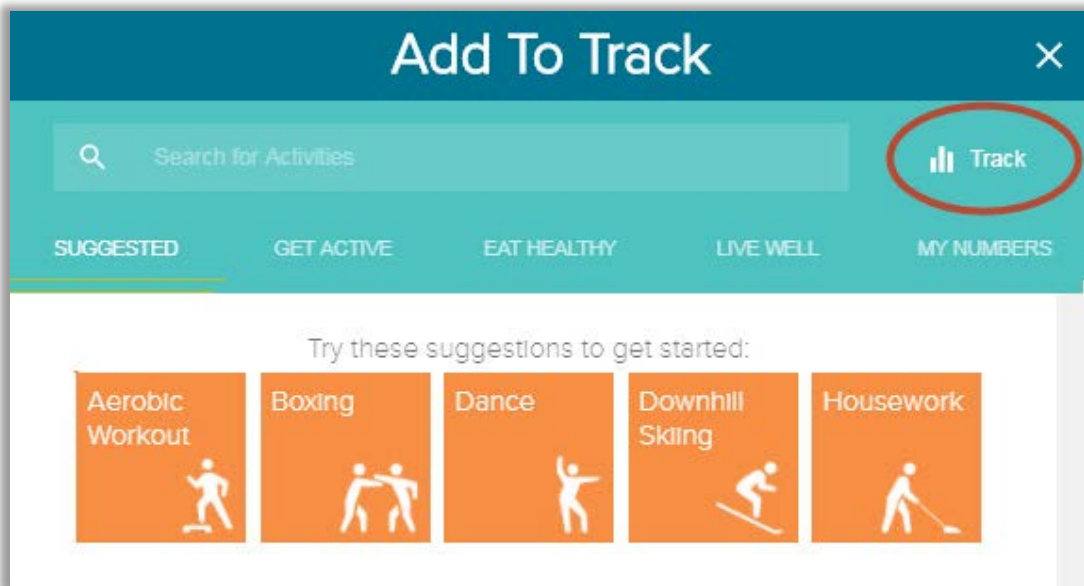 Add To Track
Search for Activities
Track
SUGGESTED GET ACTIVE EAT HEALTHY LIVE WELL MY NUMBERS
Try these suggestions to get started:
Aerobic
Workout
Boxing
Dance
Downhill
Skiing
Housework